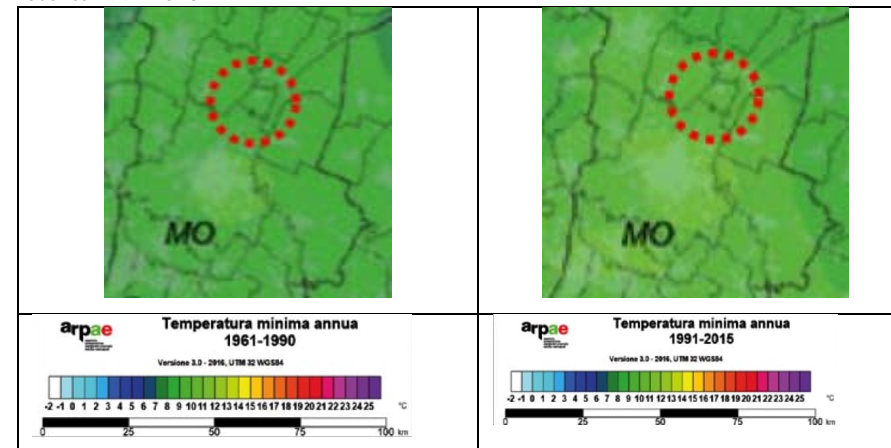 MO
MO
arpae
Temperatura minima annua
1961-1990
Versione 3.0 - 2016, UTM 32 WGS84
-2 -1 0 1 2 3 4 5 6 7 8 9 10 11 12 13 14 15 16 17 18 19 20 21 22 23 24 25 °C
0 25 50 75 100 km
arpae
Temperatura minima annua
1991-2015
Versione 3.0 - 2016, UTM 32 WGS84
-2 -1 0 1 2 3 4 5 6 7 8 9 10 11 12 13 14 15 16 17 18 19 20 21 22 23 24 25 °C
0 25 50 75 100 km